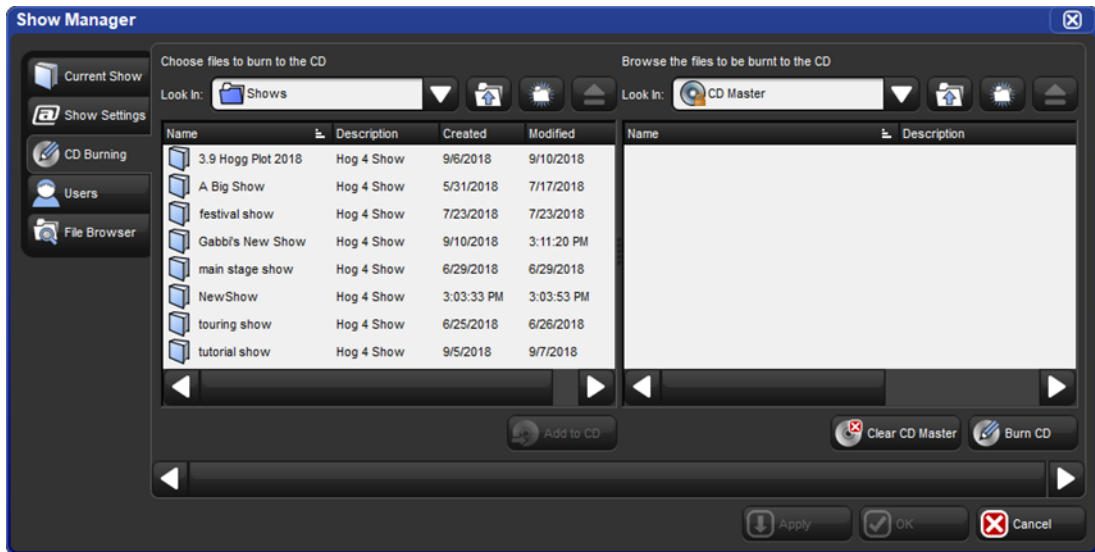 Show Manager
Current Show
Show Settings
CD Burning
Users
File Browser
Choose files to burn to the CD
Look In: Shows
Name Description Created Modified
3.9 Hogg Plot 2018 Hog 4 Show 9/6/2018 9/10/2018
A Big Show Hog 4 Show 5/31/2018 7/17/2018
festival show Hog 4 Show 7/23/2018 7/23/2018
Gabbi's New Show Hog 4 Show 9/10/2018 3:11:20 PM
main stage show Hog 4 Show 6/29/2018 6/29/2018
NewShow Hog 4 Show 3:03:33 PM 3:03:53 PM
touring show Hog 4 Show 6/25/2018 6/26/2018
tutorial show Hog 4 Show 9/5/2018 9/7/2018
Add to CD
Browse the files to be burnt to the CD
Look In: CD Master
Name Description
Clear CD Master Burn CD
Apply OK Cancel